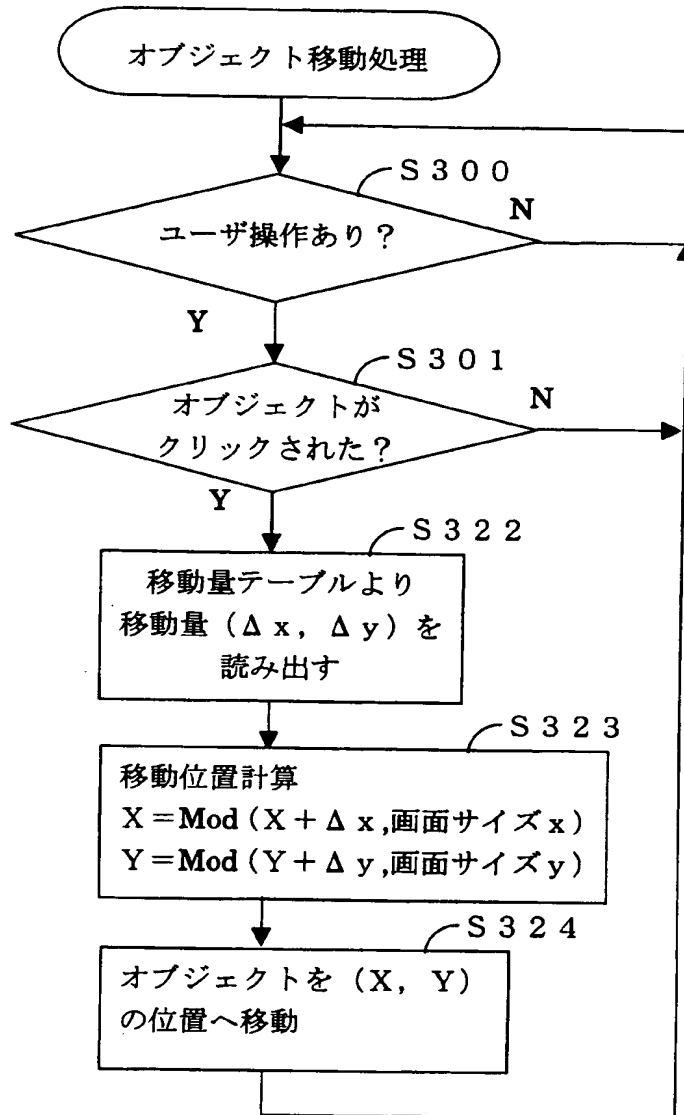 オブジェクト移動処理
S300
N
ユーザ操作あり？
Y
S301
N
オブジェクトが
クリックされた？
Y
S322
移動量テーブルより
移動量（Δx，Δy）を
読み出す
S323
移動位置計算
X＝Mod（X＋Δx,画面サイズx）
Y＝Mod（Y＋Δy,画面サイズy）
S324
オブジェクトを（X，Y）
の位置へ移動